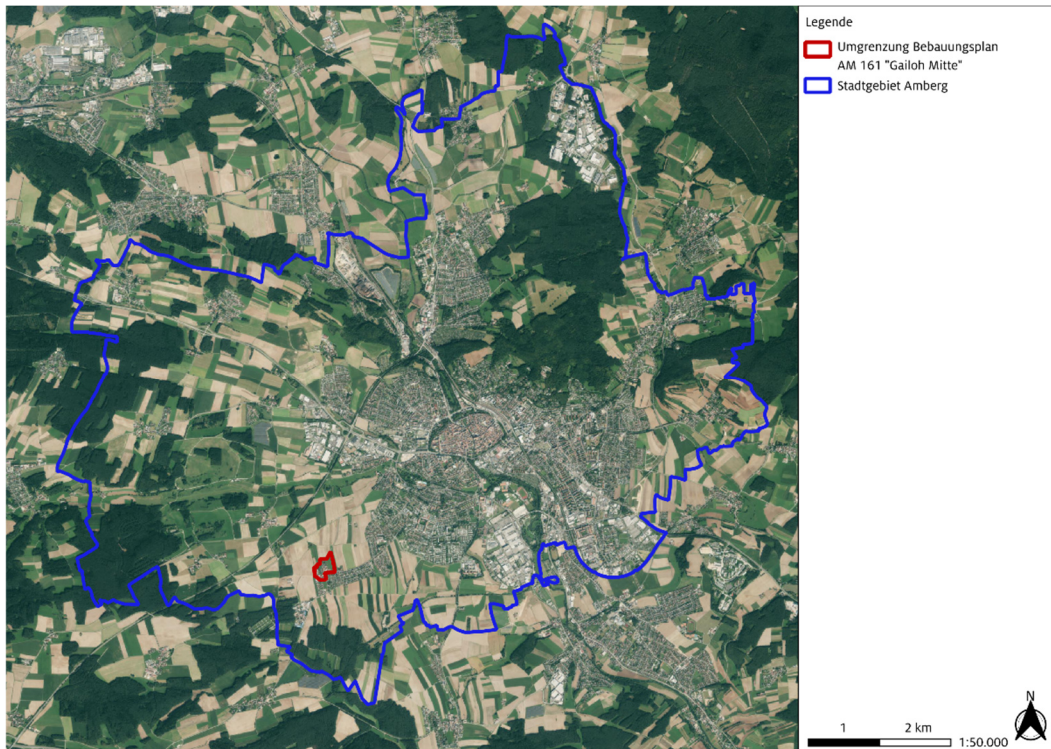 Legende
Umgrenzung Bebauungsplan
AM 161 "Gailoh Mitte"
Stadtgebiet Amberg
N
1 2 km
1:50.000